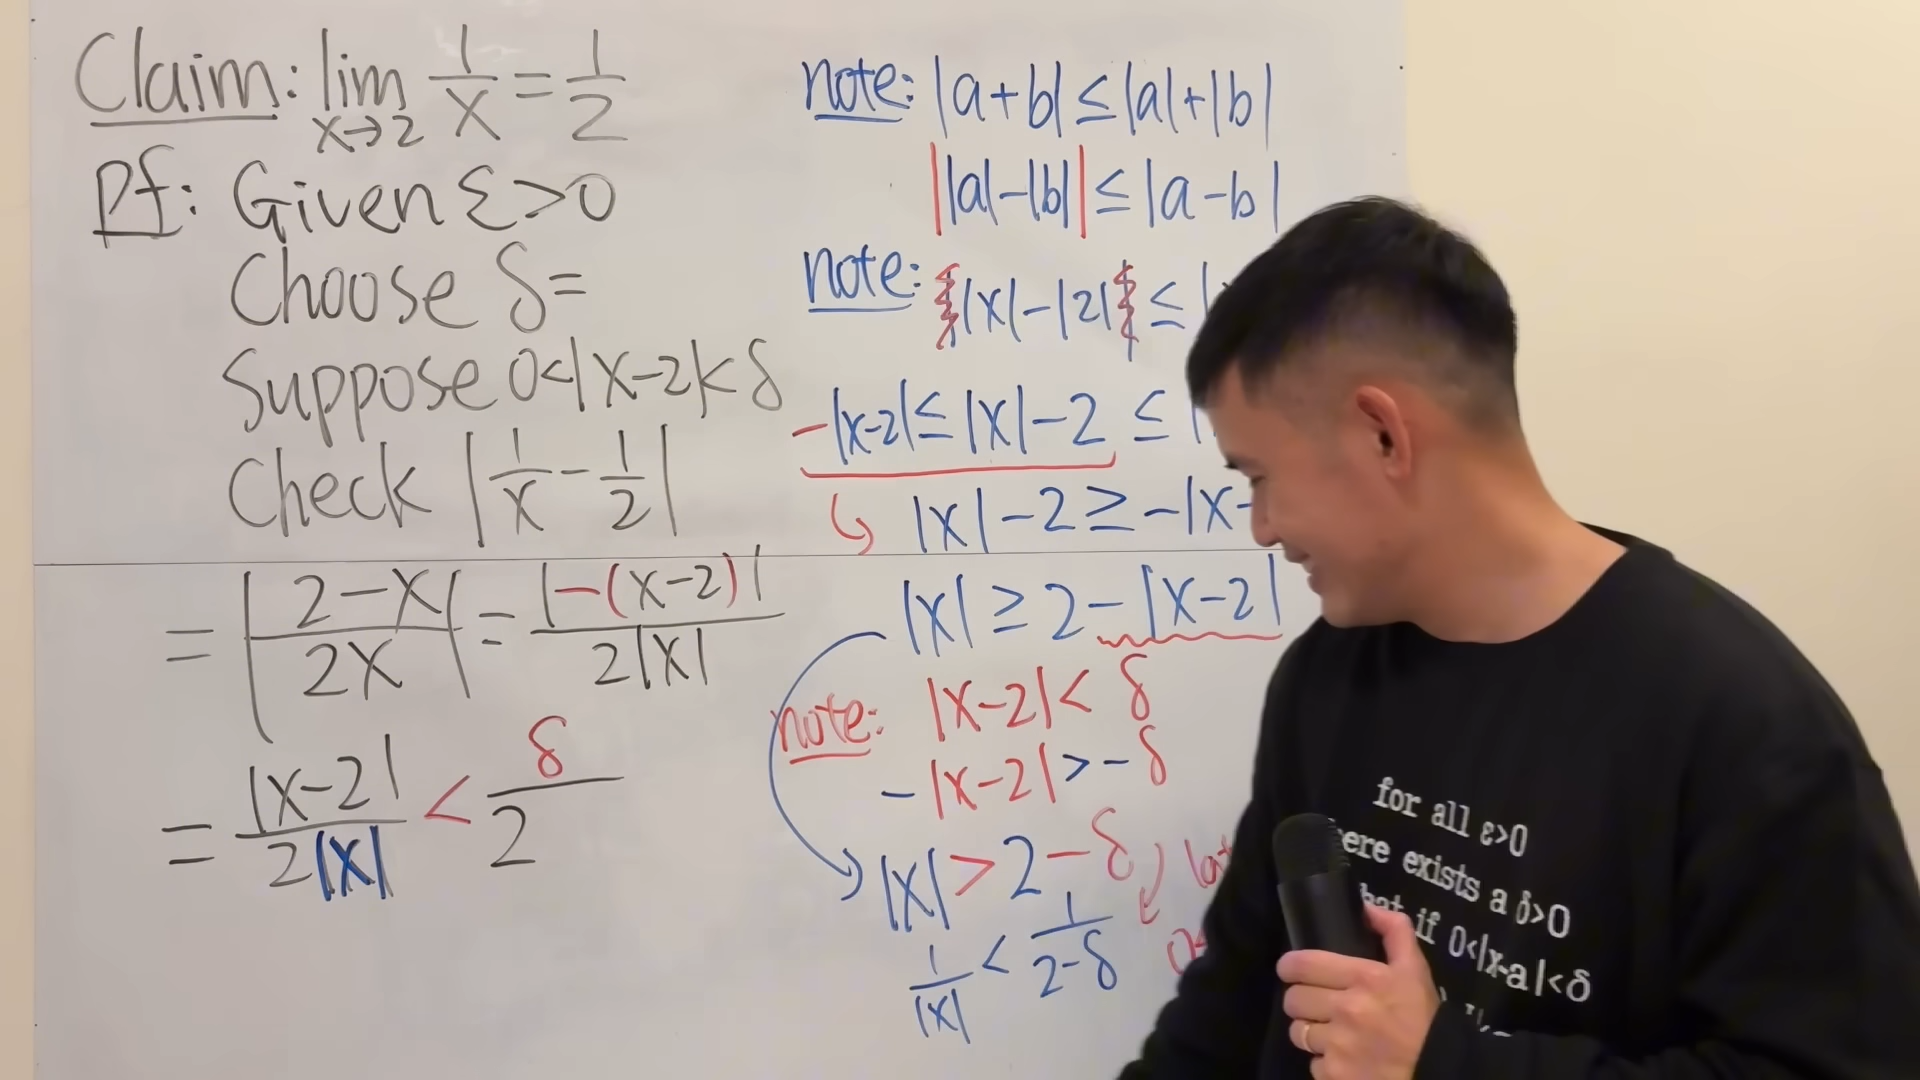 Claim: lim x→2 1/x = 1/2
Pf: Given ε>0
Choose δ=
Suppose 0<|x-2|<δ
Check |1/x - 1/2|
= |(2-x)/(2x)| = |-(x-2)|/(2|x|)
= |x-2|/(2|x|) < δ/2
note: |a+b| ≤ |a|+|b|
||a|-|b|| ≤ |a-b|
note: |x|-|2| ≤
-|x-2| ≤ |x|-2 ≤
↳ |x|-2 ≥ -|x-
|x| ≥ 2-|x-2|
note: |x-2| < δ
-|x-2| > -δ
|x| > 2-δ
1/|x| < 1/(2-δ)
for all ε>0
here exists a δ>0
hat if 0<|x-a|<δ